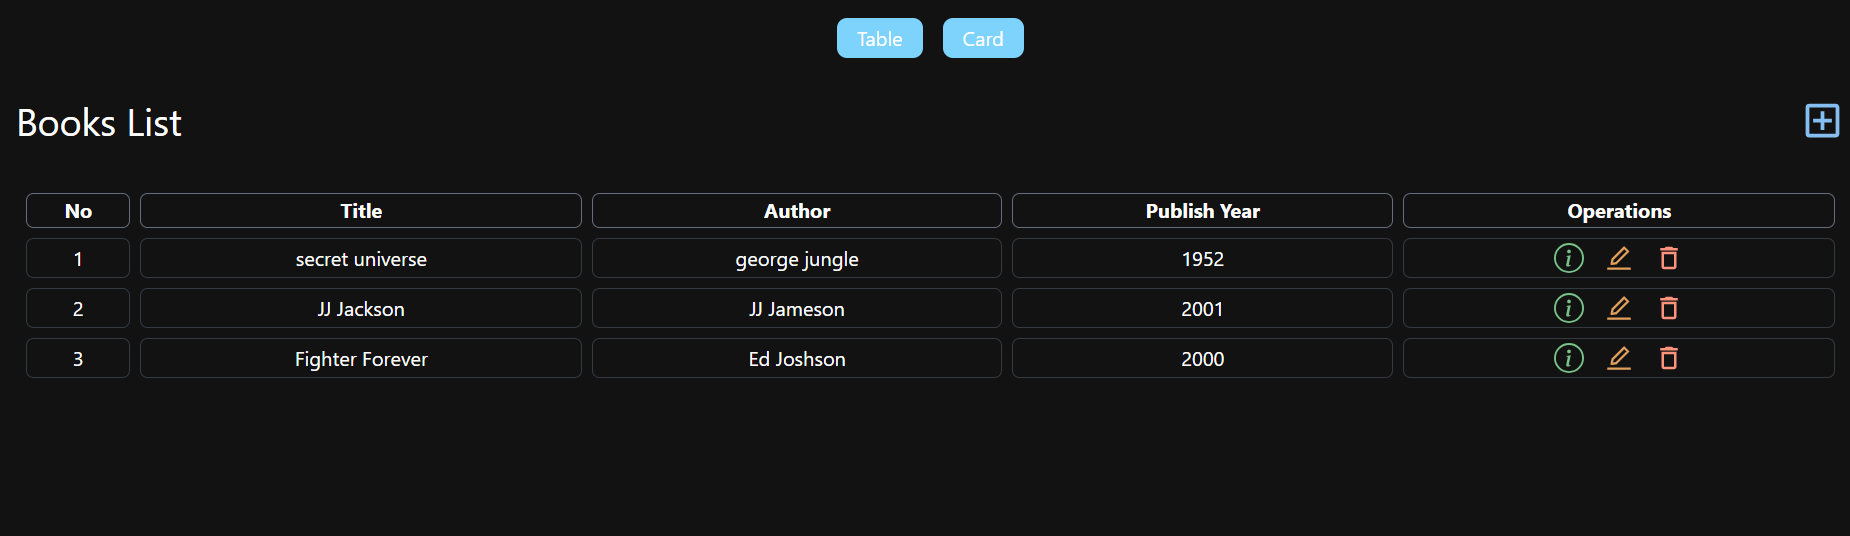 Table Card
Books List
No Title Author Publish Year Operations
1 secret universe george jungle 1952
2 JJ Jackson JJ Jameson 2001
3 Fighter Forever Ed Joshson 2000